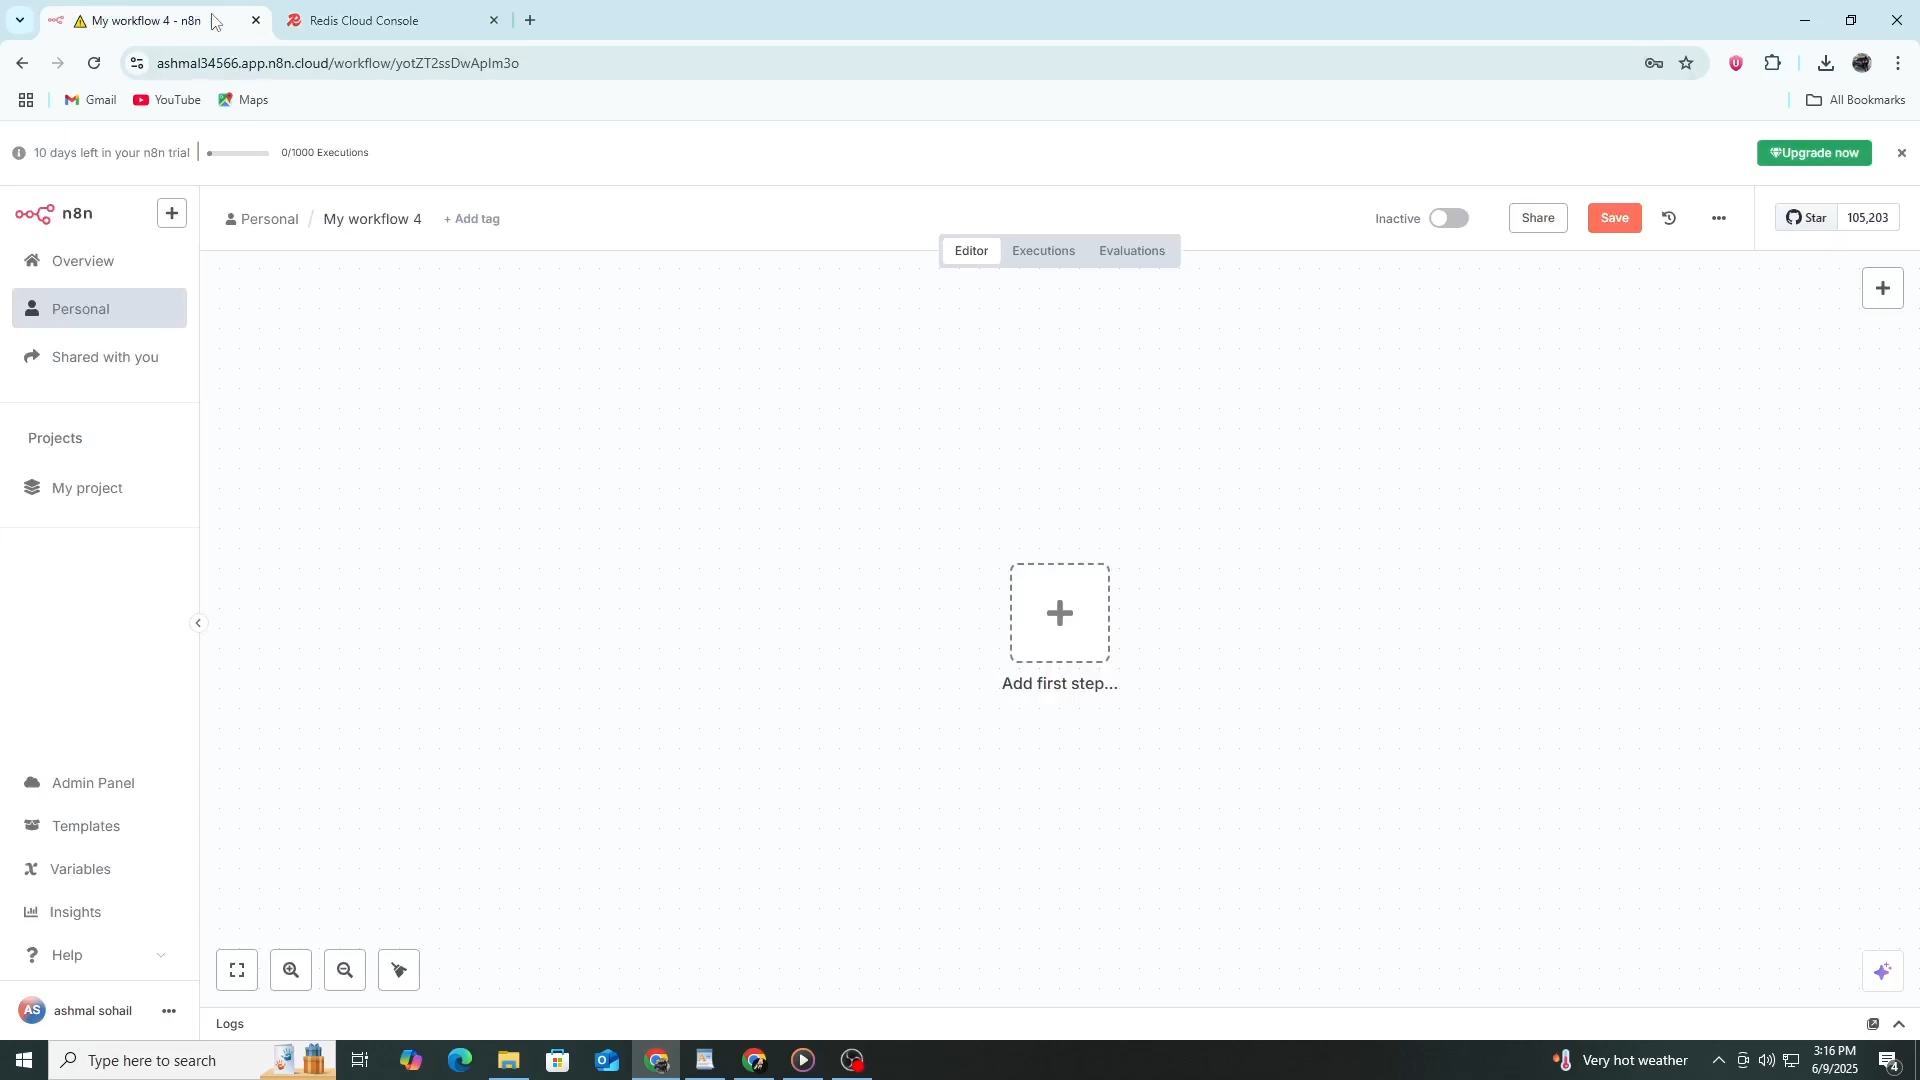 My workflow 4 - n8n
Redis Cloud Console
ashmal34566.app.n8n.cloud/workflow/yotZT2ssDwAplm3o
Gmail
YouTube
Maps
All Bookmarks
10 days left in your n8n trial
0/1000 Executions
Upgrade now
n8n
Personal / My workflow 4
+ Add tag
Inactive
Share
Save
Star
105,203
Editor
Executions
Evaluations
Overview
Personal
Shared with you
Projects
My project
Add first step...
Admin Panel
Templates
Variables
Insights
Help
AS
ashmal sohail
Logs
Type here to search
Very hot weather
3:16 PM
6/9/2025
4